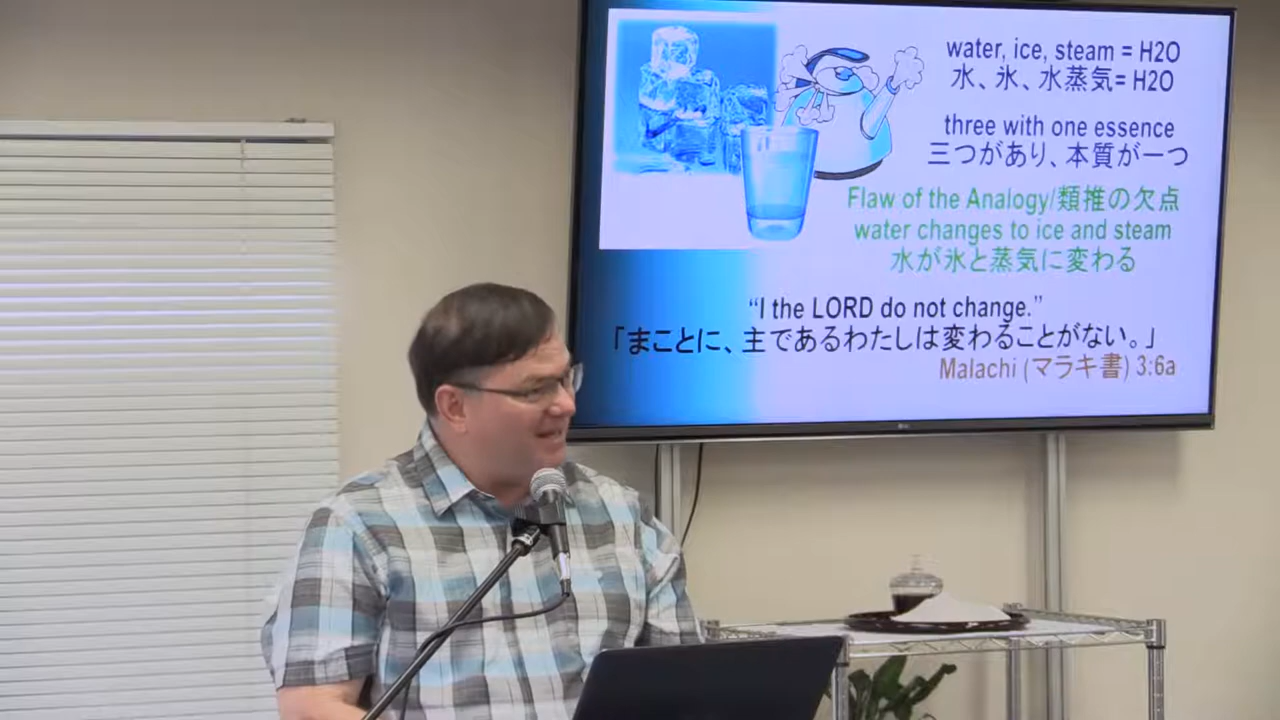 water, ice, steam = H2O
水、氷、水蒸気= H2O
three with one essence
三つがあり、本質が一つ
Flaw of the Analogy/類推の欠点
water changes to ice and steam
水が氷と蒸気に変わる
“I the LORD do not change.”
「まことに、主であるわたしは変わることがない。」
Malachi (マラキ書) 3:6a
LG